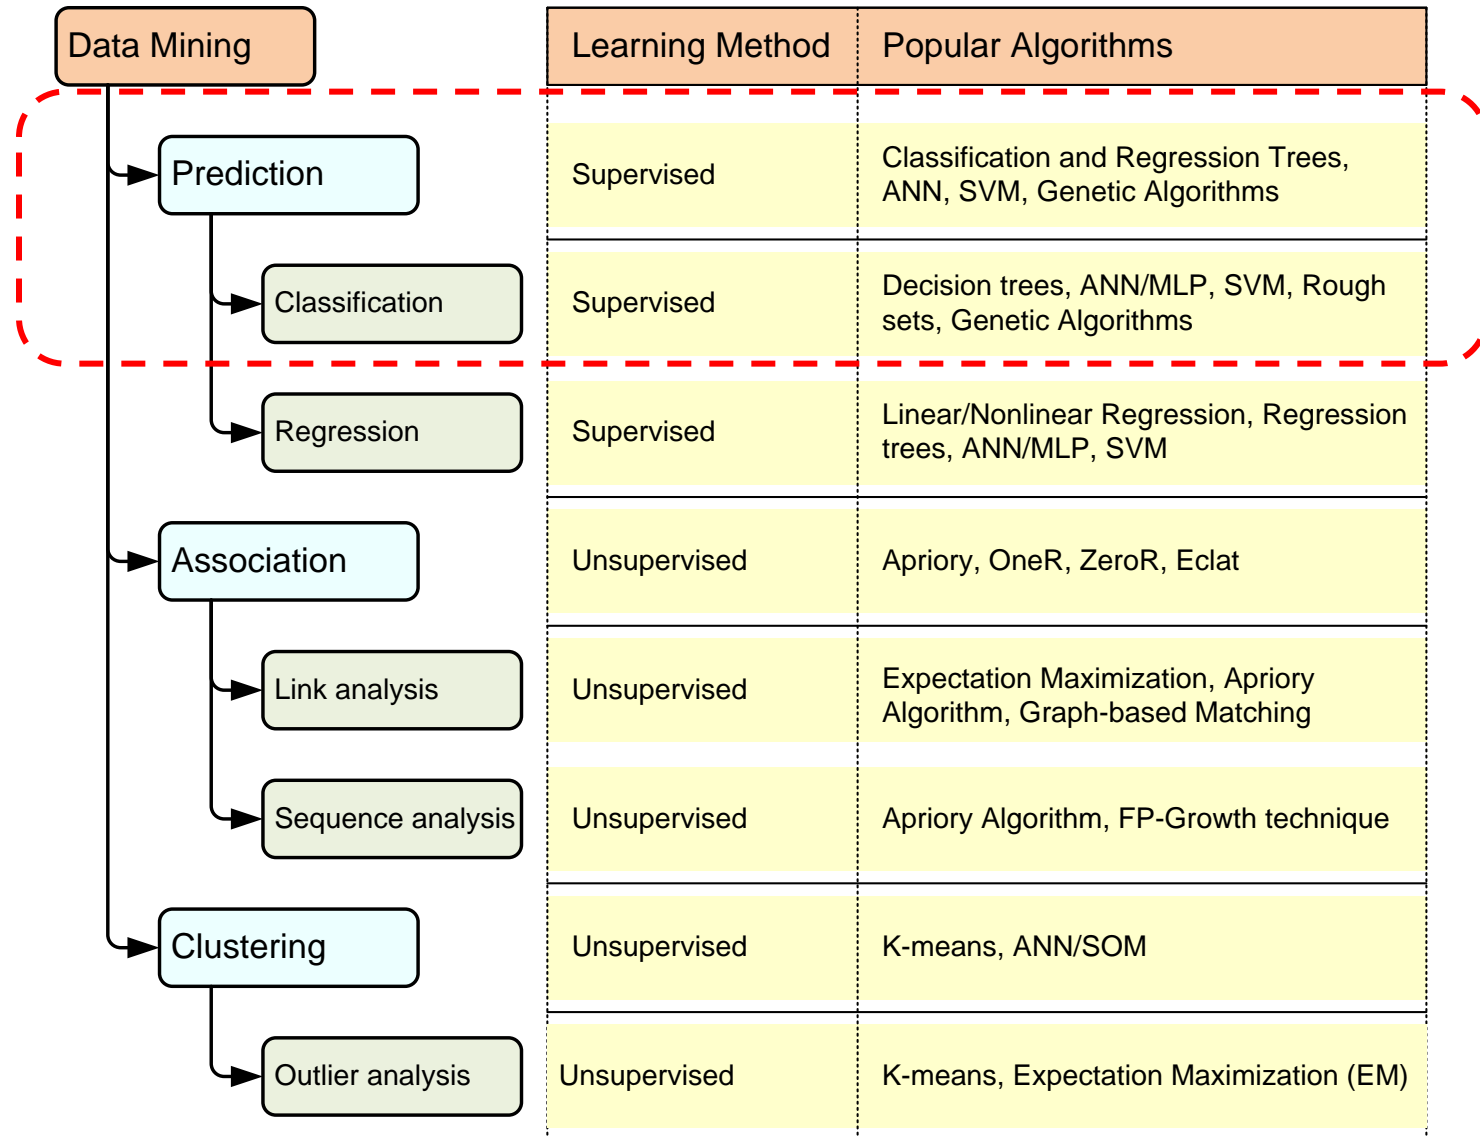 Data Mining
Learning Method
Popular Algorithms
Prediction
Supervised
Classification and Regression Trees,
ANN, SVM, Genetic Algorithms
Classification
Supervised
Decision trees, ANN/MLP, SVM, Rough
sets, Genetic Algorithms
Regression
Supervised
Linear/Nonlinear Regression, Regression
trees, ANN/MLP, SVM
Association
Unsupervised
Apriory, OneR, ZeroR, Eclat
Link analysis
Unsupervised
Expectation Maximization, Apriory
Algorithm, Graph-based Matching
Sequence analysis
Unsupervised
Apriory Algorithm, FP-Growth technique
Clustering
Unsupervised
K-means, ANN/SOM
Outlier analysis
Unsupervised
K-means, Expectation Maximization (EM)